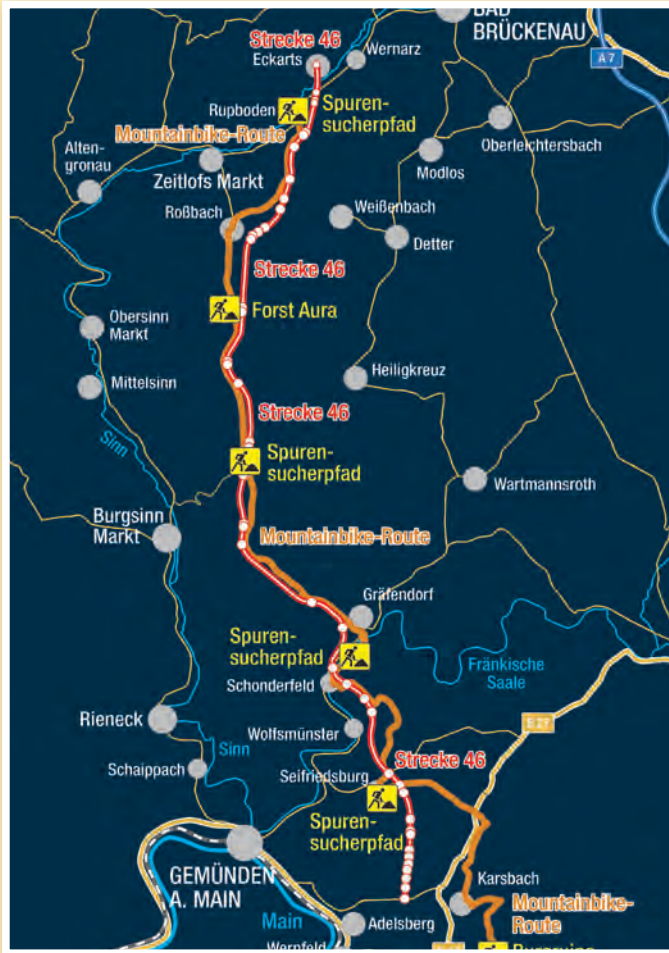 BAD
BRÜCKENAU
Strecke 46
Eckarts
Wernarz
A 7
Rupboden
Spuren-
sucherpfad
Mountainbike-Route
Oberleichtersbach
Alten-
gronau
Zeitlofs Markt
Modlos
Roßbach
Weißenbach
Detter
Strecke 46
Forst Aura
Obersinn
Markt
Mittelsinn
Heiligkreuz
Strecke 46
Sinn
Spuren-
sucherpfad
Wartmannsroth
Burgsinn
Markt
Mountainbike-Route
Gräfendorf
Spuren-
sucherpfad
Fränkische
Saale
Schonderfeld
Rieneck
Wolfsmünster
Sinn
Schaippach
Strecke 46
Seifriedsburg
Spuren-
sucherpfad
GEMÜNDEN
A. MAIN
Karsbach
Mountainbike-
Route
Main
Adelsberg
Wernfeld
Burgruine